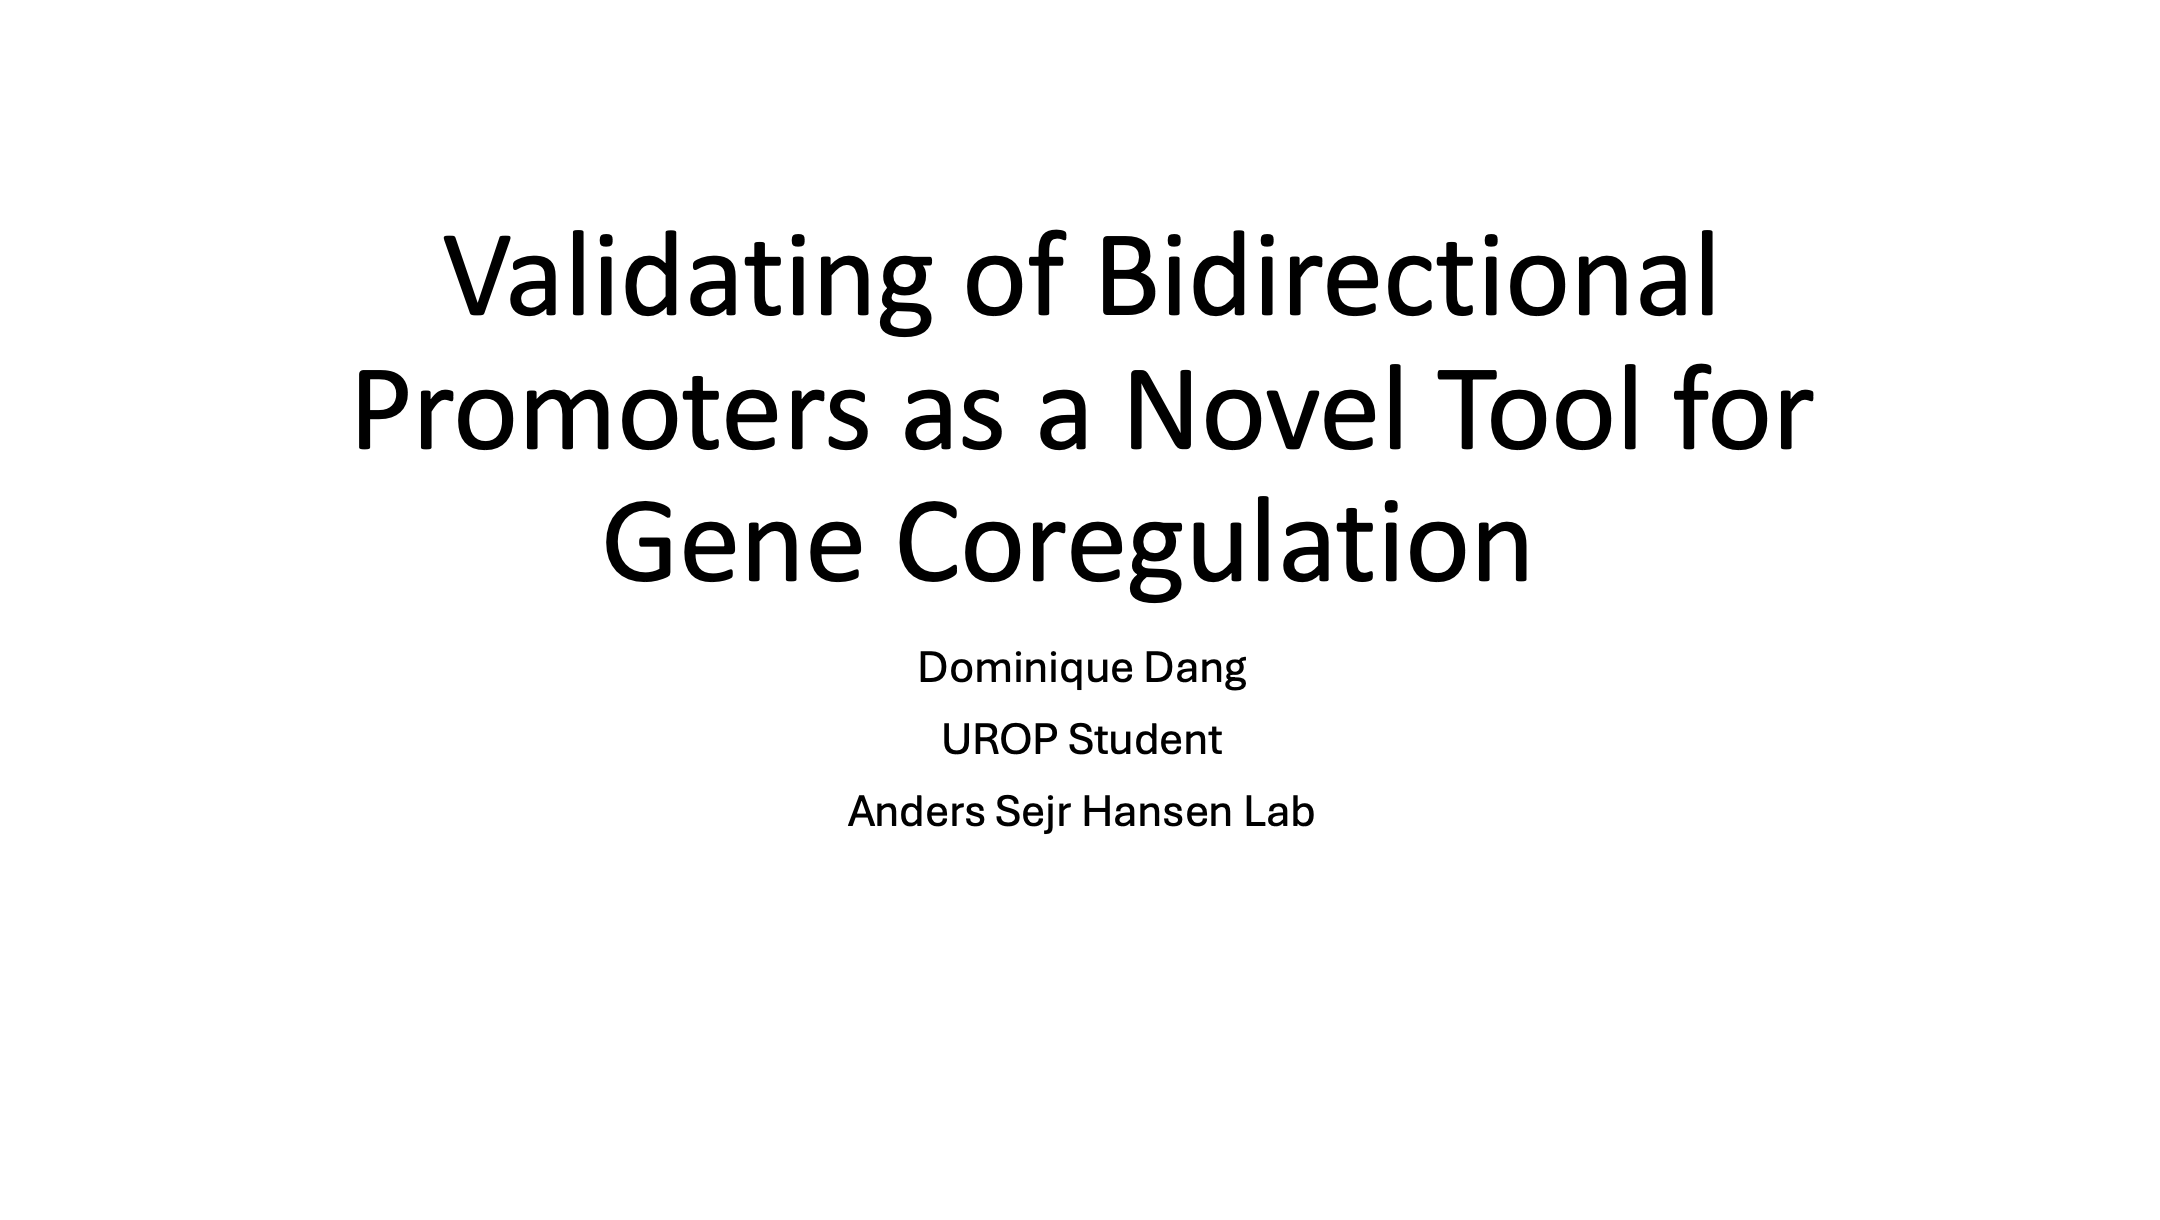 Validating of Bidirectional
Promoters as a Novel Tool for
Gene Coregulation
Dominique Dang
UROP Student
Anders Sejr Hansen Lab